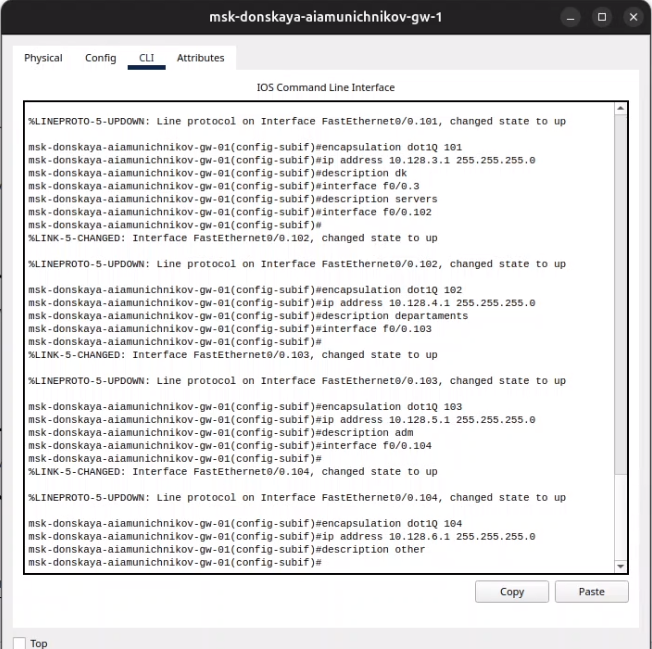 msk-donskaya-aiamunichnikov-gw-1
Physical Config CLI Attributes
IOS Command Line Interface
%LINEPROTO-5-UPDOWN: Line protocol on Interface FastEthernet0/0.101, changed state to up
msk-donskaya-aiamunichnikov-gw-01(config-subif)#encapsulation dot1Q 101
msk-donskaya-aiamunichnikov-gw-01(config-subif)#ip address 10.128.3.1 255.255.255.0
msk-donskaya-aiamunichnikov-gw-01(config-subif)#description dk
msk-donskaya-aiamunichnikov-gw-01(config-subif)#interface f0/0.3
msk-donskaya-aiamunichnikov-gw-01(config-subif)#description servers
msk-donskaya-aiamunichnikov-gw-01(config-subif)#interface f0/0.102
msk-donskaya-aiamunichnikov-gw-01(config-subif)#
%LINK-5-CHANGED: Interface FastEthernet0/0.102, changed state to up
%LINEPROTO-5-UPDOWN: Line protocol on Interface FastEthernet0/0.102, changed state to up
msk-donskaya-aiamunichnikov-gw-01(config-subif)#encapsulation dot1Q 102
msk-donskaya-aiamunichnikov-gw-01(config-subif)#ip address 10.128.4.1 255.255.255.0
msk-donskaya-aiamunichnikov-gw-01(config-subif)#description departaments
msk-donskaya-aiamunichnikov-gw-01(config-subif)#interface f0/0.103
msk-donskaya-aiamunichnikov-gw-01(config-subif)#
%LINK-5-CHANGED: Interface FastEthernet0/0.103, changed state to up
%LINEPROTO-5-UPDOWN: Line protocol on Interface FastEthernet0/0.103, changed state to up
msk-donskaya-aiamunichnikov-gw-01(config-subif)#encapsulation dot1Q 103
msk-donskaya-aiamunichnikov-gw-01(config-subif)#ip address 10.128.5.1 255.255.255.0
msk-donskaya-aiamunichnikov-gw-01(config-subif)#description adm
msk-donskaya-aiamunichnikov-gw-01(config-subif)#interface f0/0.104
msk-donskaya-aiamunichnikov-gw-01(config-subif)#
%LINK-5-CHANGED: Interface FastEthernet0/0.104, changed state to up
%LINEPROTO-5-UPDOWN: Line protocol on Interface FastEthernet0/0.104, changed state to up
msk-donskaya-aiamunichnikov-gw-01(config-subif)#encapsulation dot1Q 104
msk-donskaya-aiamunichnikov-gw-01(config-subif)#ip address 10.128.6.1 255.255.255.0
msk-donskaya-aiamunichnikov-gw-01(config-subif)#description other
msk-donskaya-aiamunichnikov-gw-01(config-subif)#
Copy Paste
Top